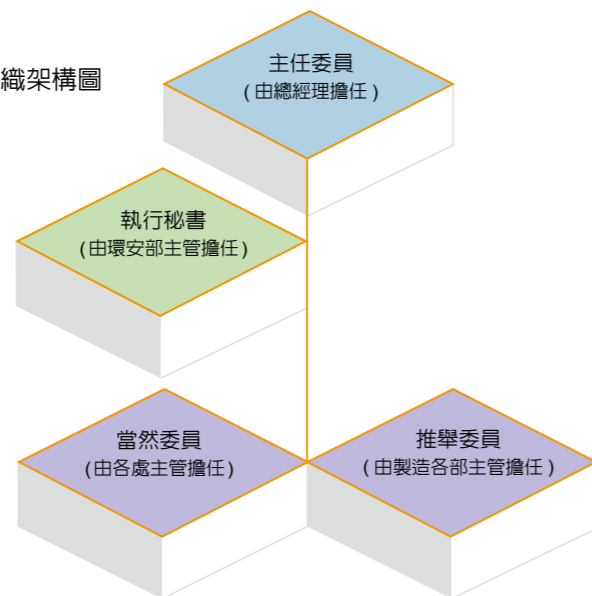 織架構圖
主任委員
(由總經理擔任)
執行秘書
(由環安部主管擔任)
當然委員
(由各處主管擔任)
推舉委員
(由製造各部主管擔任)